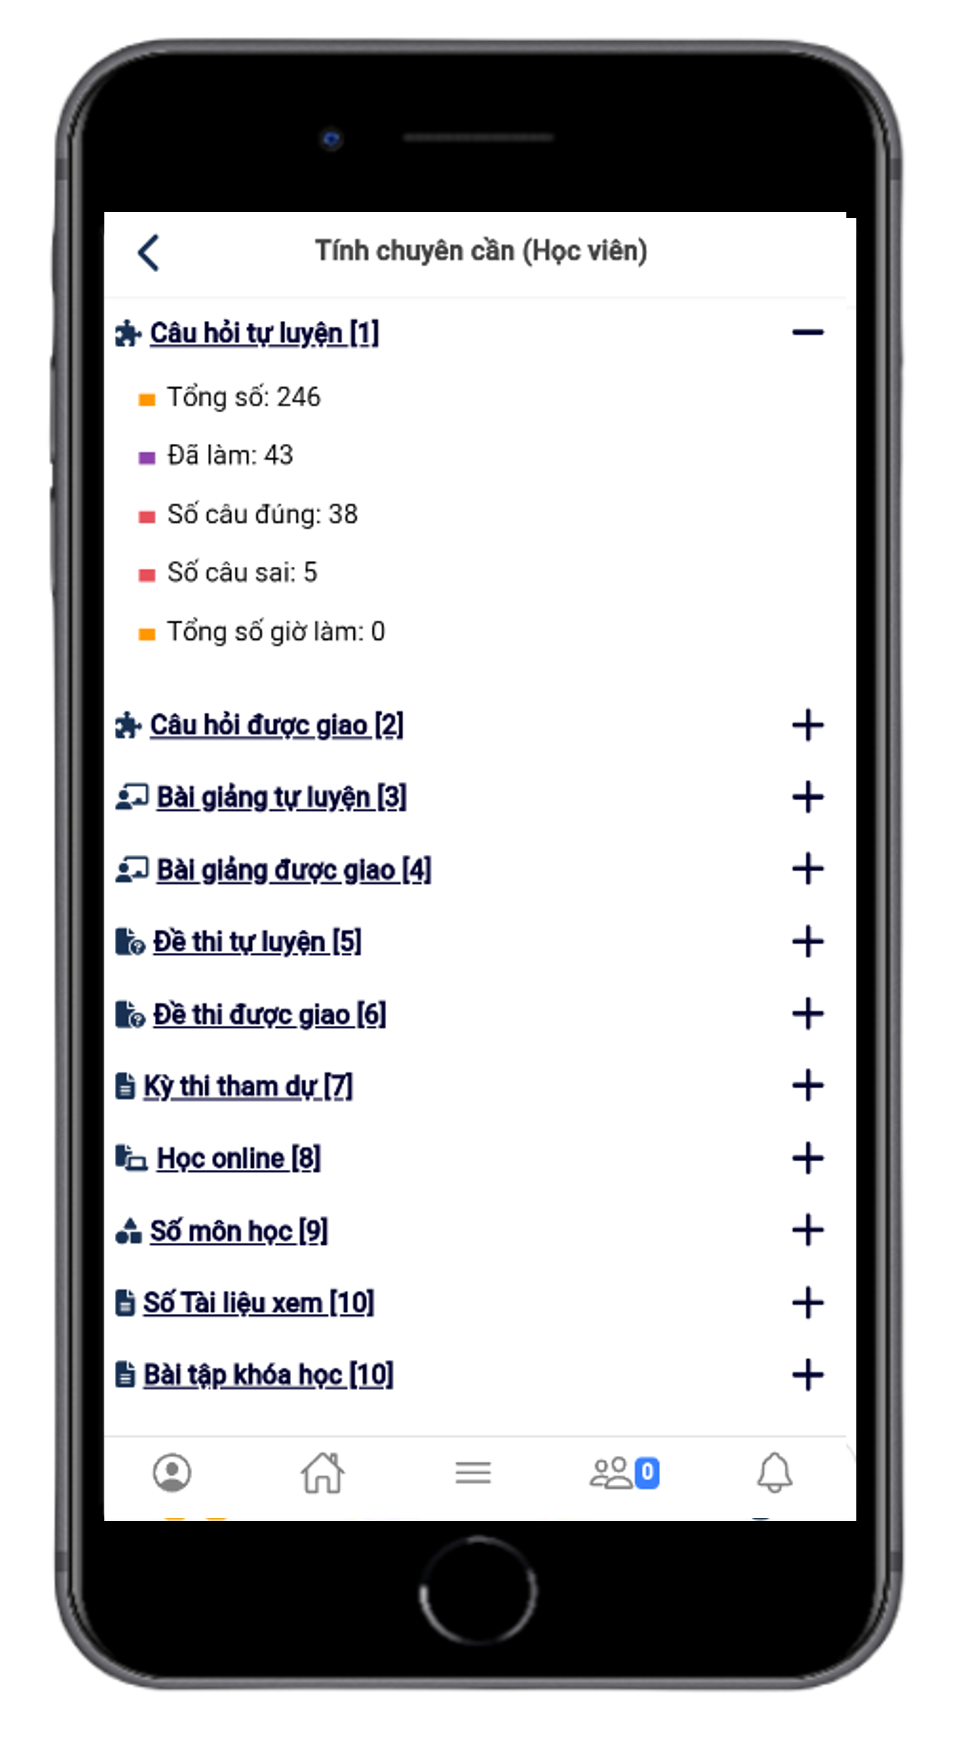 Tính chuyên cần (Học viên)
Câu hỏi tự luyện [1]
Tổng số: 246
Đã làm: 43
Số câu đúng: 38
Số câu sai: 5
Tổng số giờ làm: 0
Câu hỏi được giao [2]
Bài giảng tự luyện [3]
Bài giảng được giao [4]
Đề thi tự luyện [5]
Đề thi được giao [6]
Kỳ thi tham dự [7]
Học online [8]
Số môn học [9]
Số Tài liệu xem [10]
Bài tập khóa học [10]
0